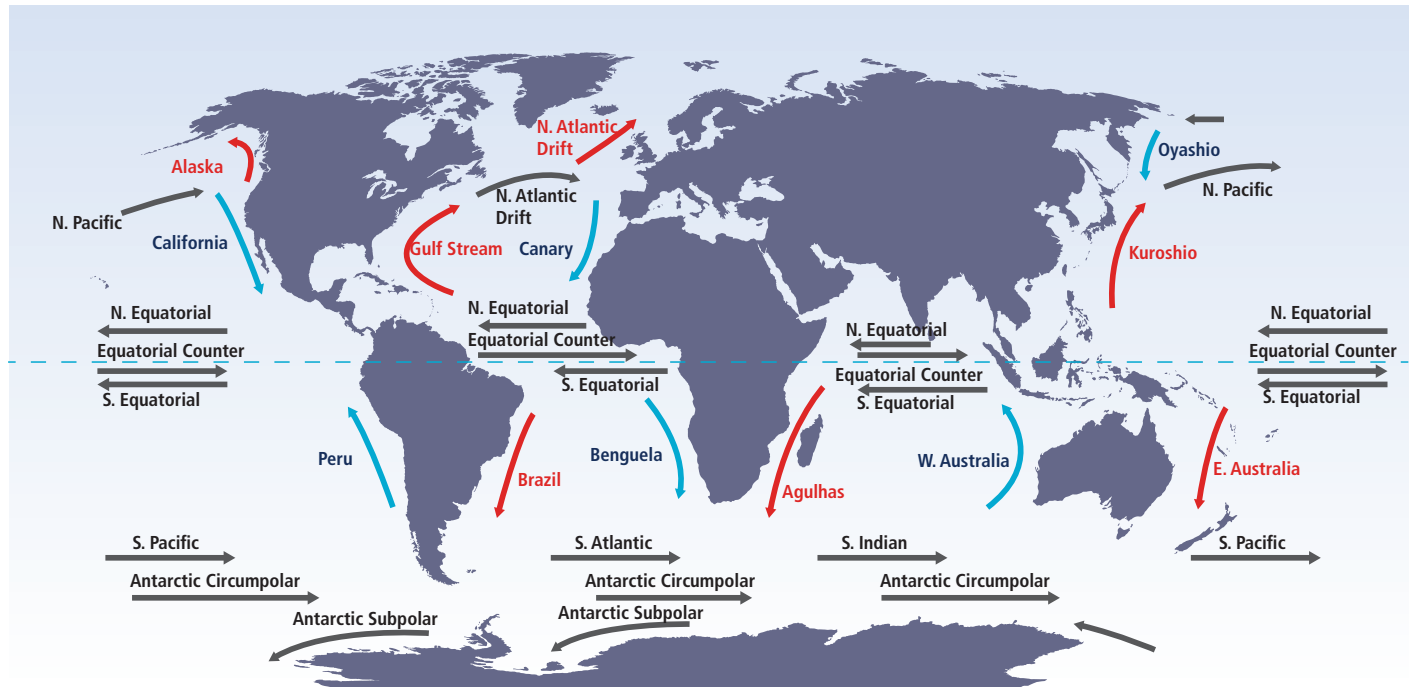 N. Atlantic
Drift
Oyashio
Alaska
N. Pacific
N. Atlantic
Drift
N. Pacific
California
Gulf Stream
Canary
Kuroshio
N. Equatorial
N. Equatorial
N. Equatorial
N. Equatorial
Equatorial Counter
Equatorial Counter
Equatorial Counter
Equatorial Counter
S. Equatorial
S. Equatorial
S. Equatorial
S. Equatorial
Peru
Brazil
Benguela
Agulhas
W. Australia
E. Australia
S. Pacific
S. Atlantic
S. Indian
S. Pacific
Antarctic Circumpolar
Antarctic Circumpolar
Antarctic Circumpolar
Antarctic Subpolar
Antarctic Subpolar